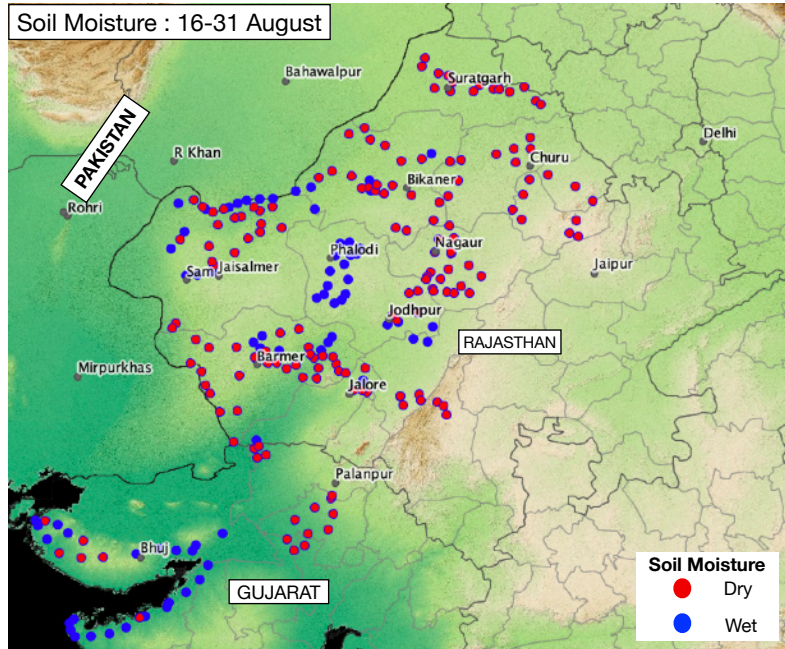 Soil Moisture : 16-31 August
Bahawalpur
Suratgarh
Delhi
PAKISTAN
R Khan
Churu
Bikaner
Rohri
Nagaur
Phalodi
Jaipur
Sam
Jaisalmer
Jodhpur
RAJASTHAN
Barmer
Mirpurkhas
Jalore
Palanpur
Bhuj
GUJARAT
Soil Moisture
Dry
Wet